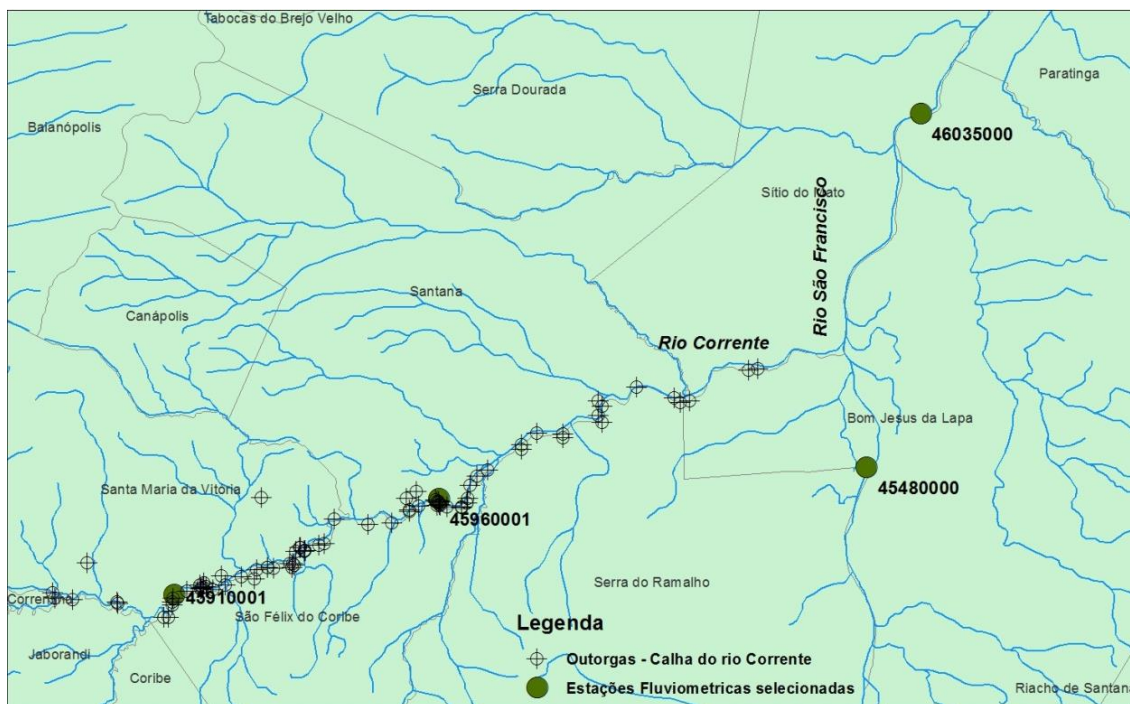 Tabocas do Brejo Velho
Paratinga
Serra Dourada
Baianópolis
46035000
Sítio do Mato
Rio São Francisco
Santana
Canápolis
Rio Corrente
Bom Jesus da Lapa
45480000
Santa Maria da Vitória
45960001
Serra do Ramalho
45910001
São Félix do Coribe
Jaborandi
Coribe
Legenda
Outorgas - Calha do rio Corrente
Estações Fluviometricas selecionadas
Riacho de Santana